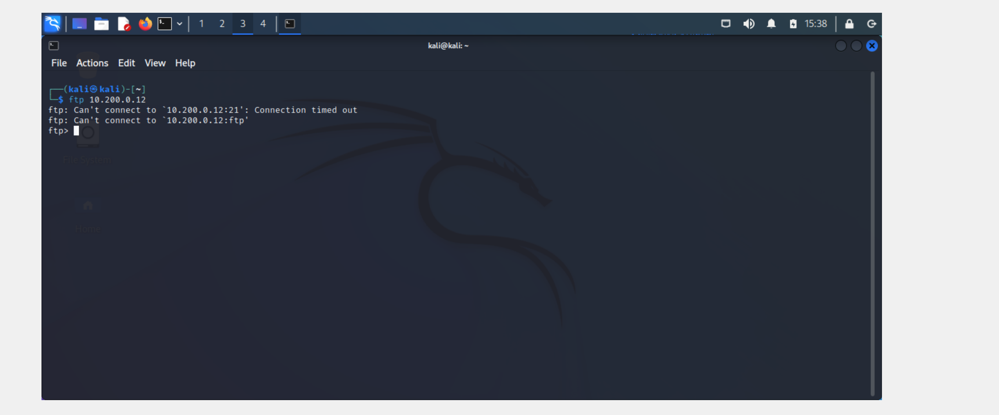 1 2 3 4 15:38
kali@kali: ~
File Actions Edit View Help
┌──(kali㉿kali)-[~]
└─$ ftp 10.200.0.12
ftp: Can't connect to `10.200.0.12:21': Connection timed out
ftp: Can't connect to `10.200.0.12:ftp'
ftp>
File System
Home